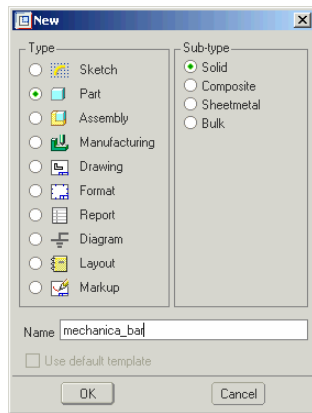 New
Type
Sub-type
Sketch
Solid
Part
Composite
Assembly
Sheetmetal
Manufacturing
Bulk
Drawing
Format
Report
Diagram
Layout
Markup
Name mechanica_bar
Use default template
OK Cancel